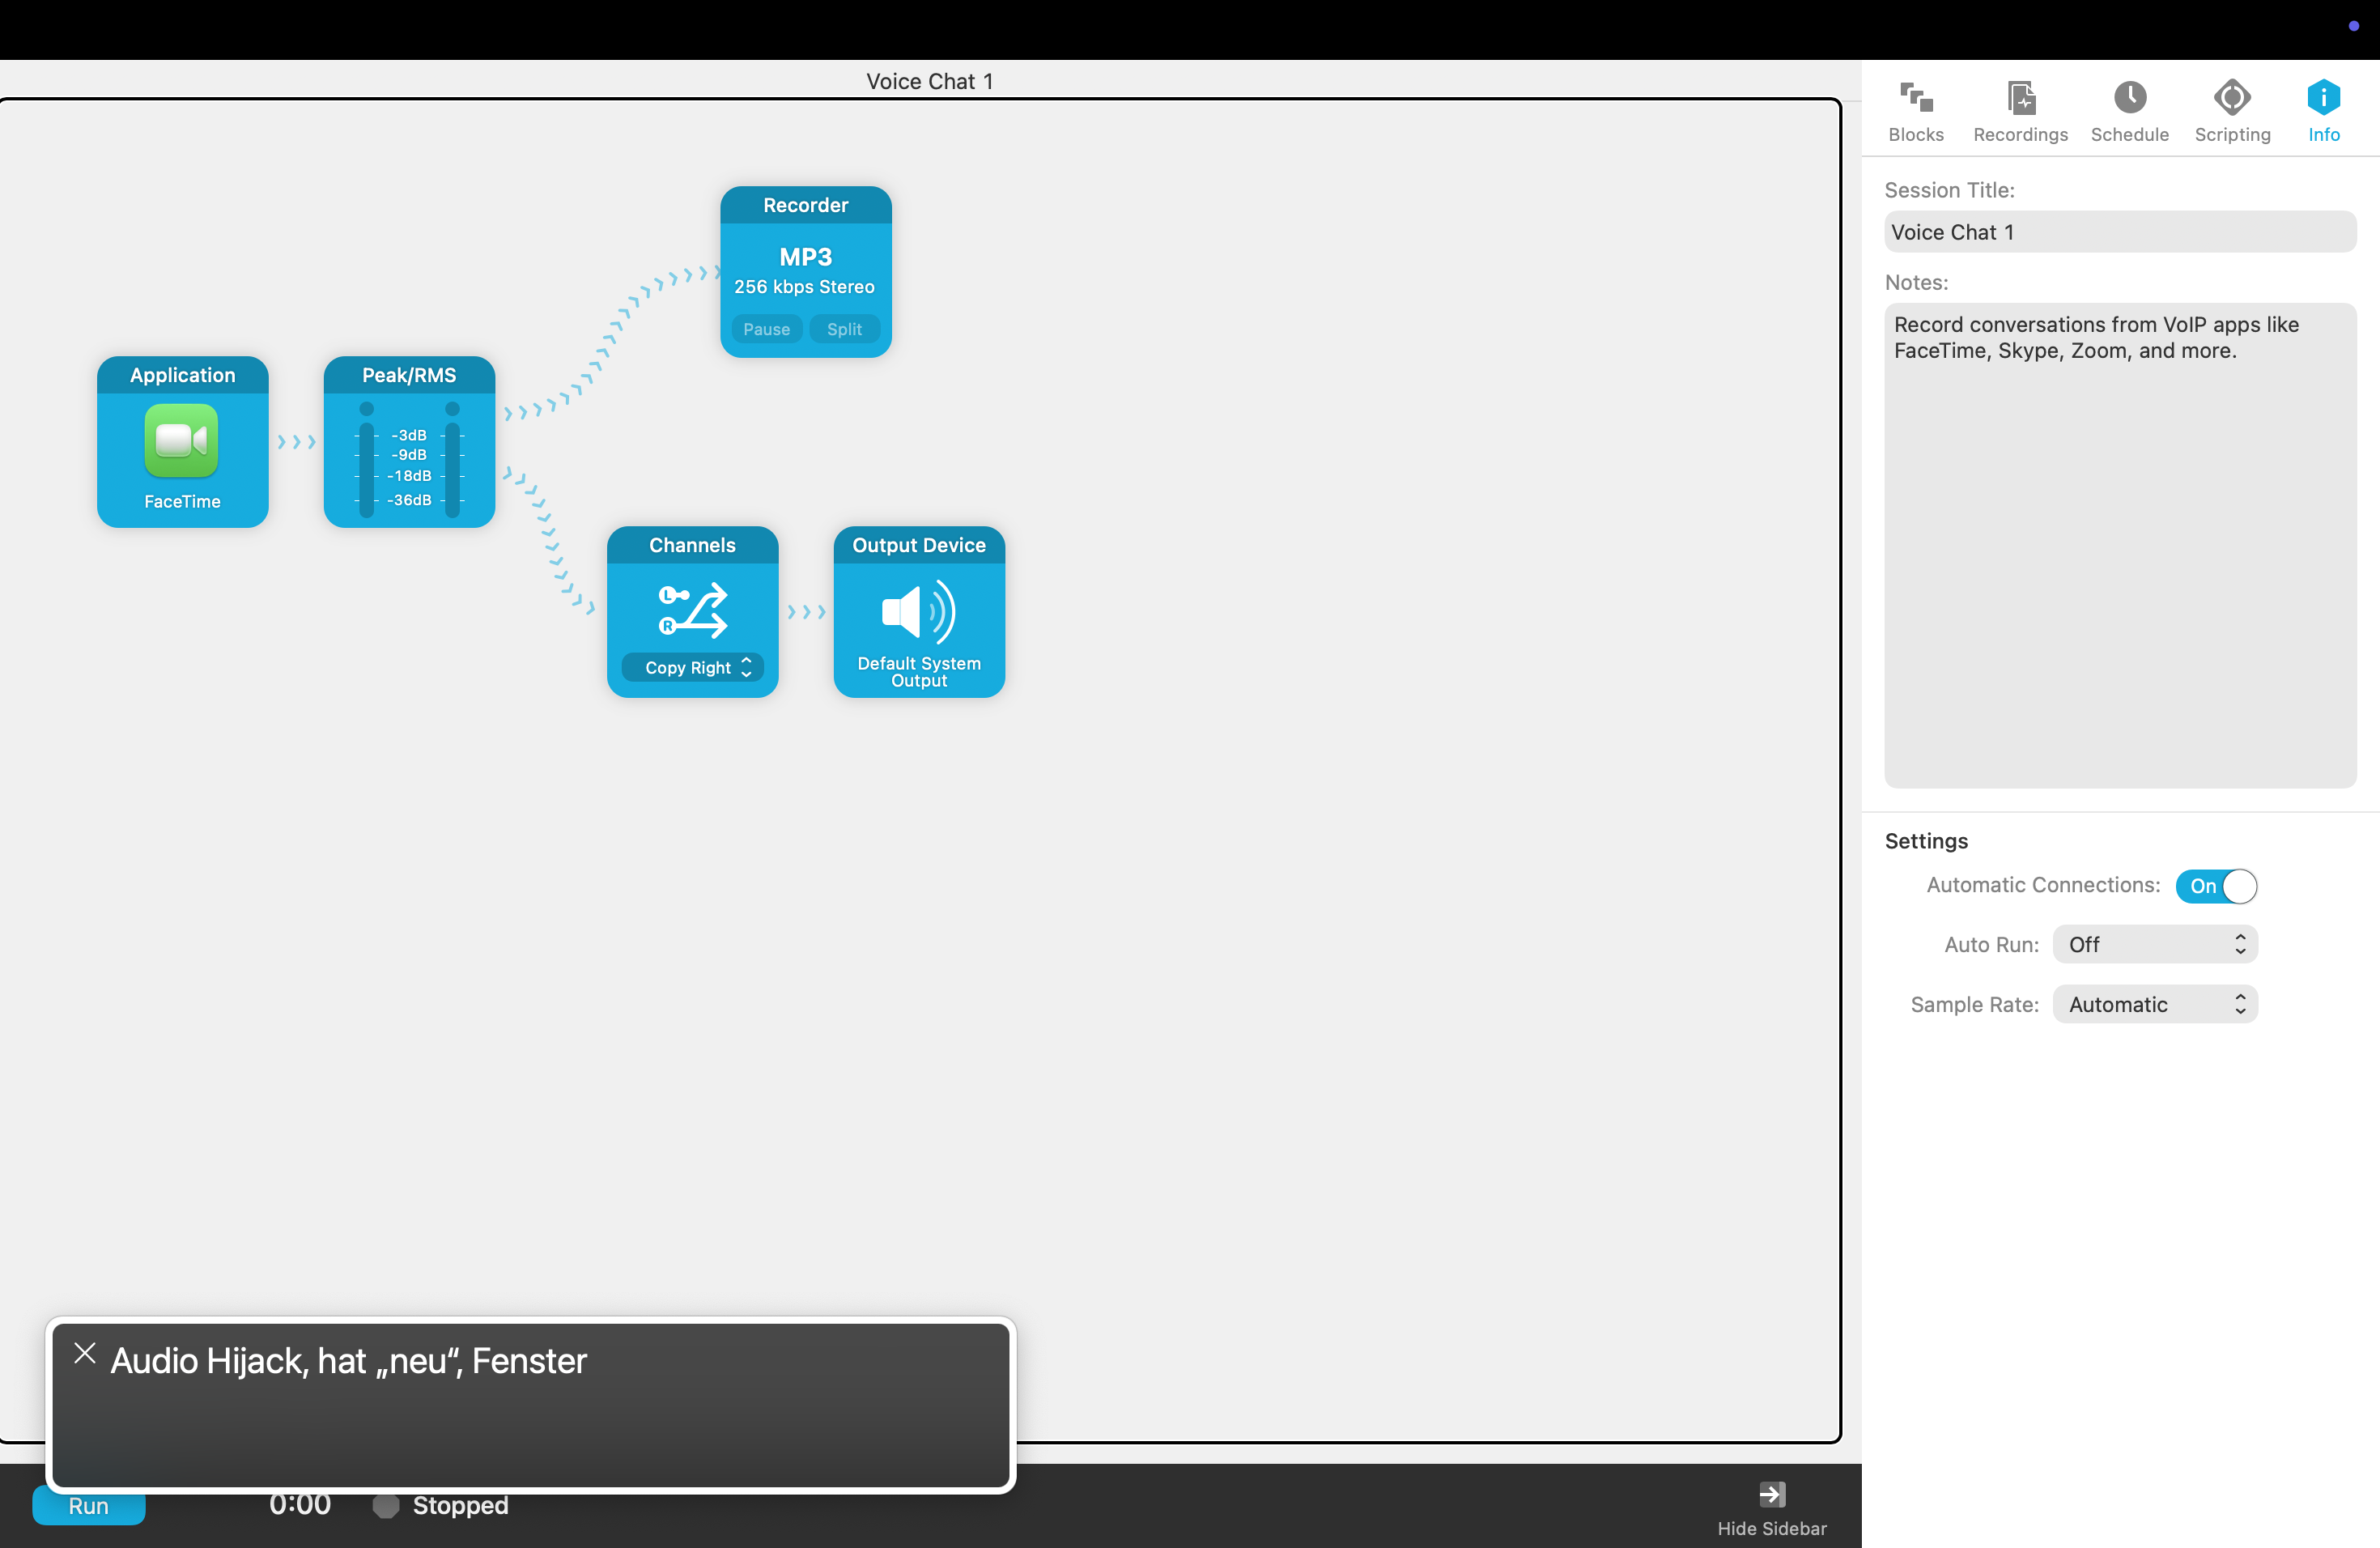 Voice Chat 1
Blocks
Recordings
Schedule
Scripting
Info
Recorder
MP3
256 kbps Stereo
Pause
Split
Application
FaceTime
Peak/RMS
-3dB
-9dB
-18dB
-36dB
Channels
L
R
Copy Right
Output Device
Default System
Output
Session Title:
Voice Chat 1
Notes:
Record conversations from VoIP apps like
FaceTime, Skype, Zoom, and more.
Settings
Automatic Connections:
On
Auto Run:
Off
Sample Rate:
Automatic
Audio Hijack, hat „neu“, Fenster
Run
0:00
Stopped
Hide Sidebar